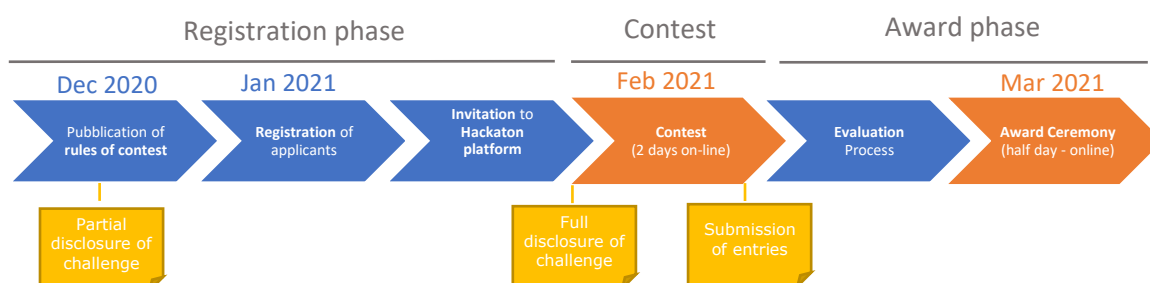 Registration phase
Contest
Award phase
Dec 2020
Jan 2021
Feb 2021
Mar 2021
Pubblication of
rules of contest
Registration of
applicants
Invitation to
Hackaton
platform
Contest
(2 days on-line)
Evaluation
Process
Award Ceremony
(half day - online)
Partial
disclosure of
challenge
Full
disclosure of
challenge
Submission
of entries